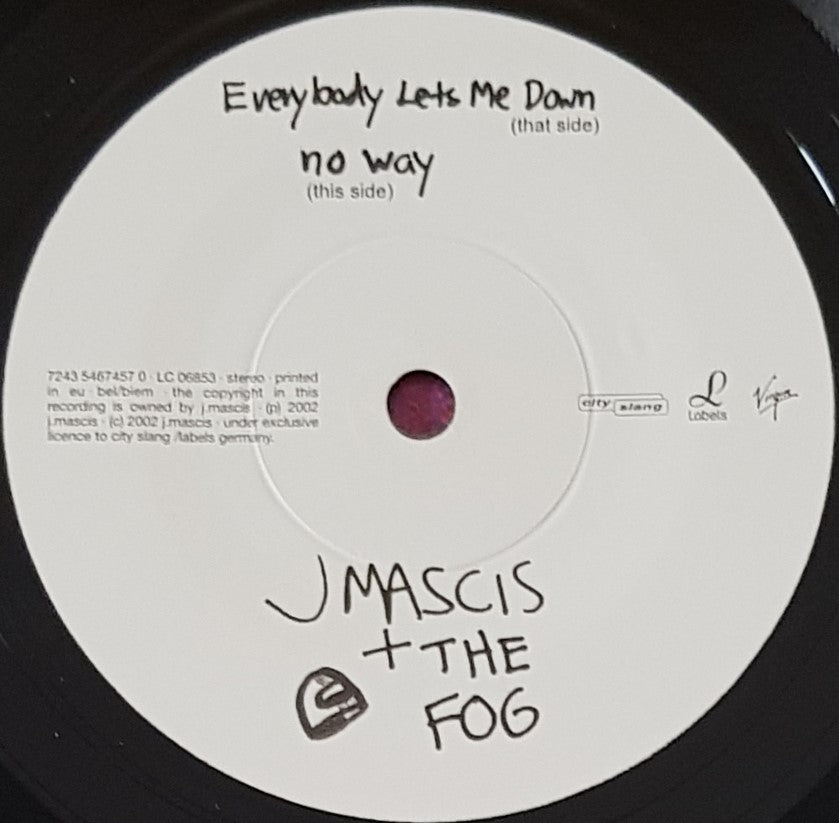 Everybody Lets Me Down
(that side)
no way
(this side)
7243 5467457 0 · LC 06853 · stereo · printed
in eu · bel/biem · the copyright in this
recording is owned by j.mascis · (p) 2002
j.mascis · (c) 2002 j.mascis · under exclusive
licence to city slang /labels germany.
city slang
L
Labels
Virgin
J MASCIS
+ THE
FOG